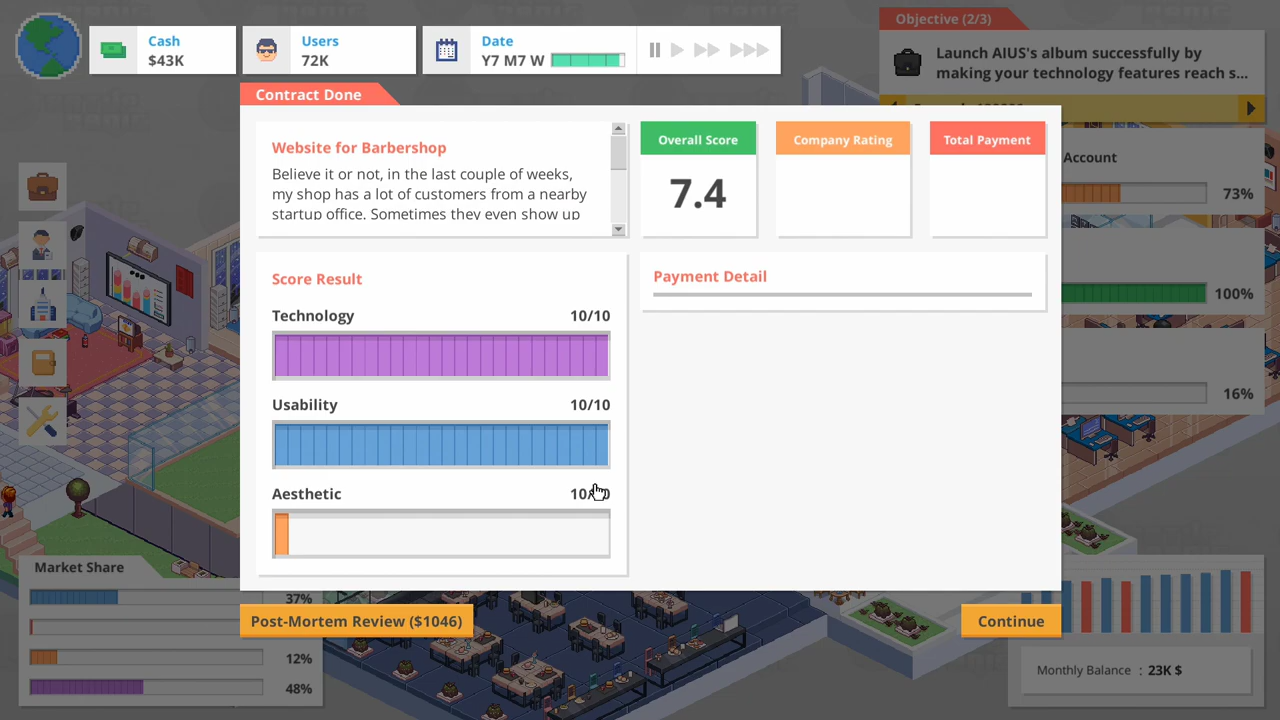 Cash
$43K
Users
72K
Date
Y7 M7 W
Objective (2/3)
Launch AIUS's album successfully by
making your technology features reach s...
Contract Done
Website for Barbershop
Believe it or not, in the last couple of weeks,
my shop has a lot of customers from a nearby
startup office. Sometimes they even show up
Overall Score
7.4
Company Rating
Total Payment
Account
73%
100%
16%
Score Result
Technology 10/10
Usability 10/10
Aesthetic 10/10
Payment Detail
Market Share
37%
12%
48%
Post-Mortem Review ($1046)
Continue
Monthly Balance : 23K $